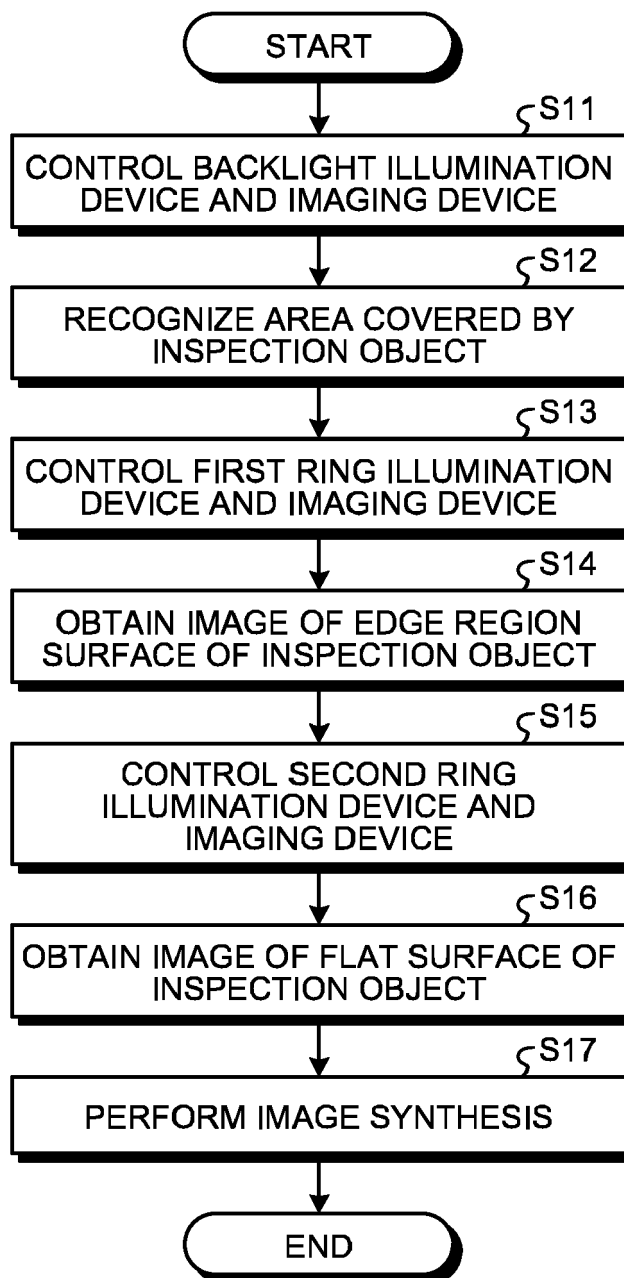 START
S11
CONTROL BACKLIGHT ILLUMINATION
DEVICE AND IMAGING DEVICE
S12
RECOGNIZE AREA COVERED BY
INSPECTION OBJECT
S13
CONTROL FIRST RING ILLUMINATION
DEVICE AND IMAGING DEVICE
S14
OBTAIN IMAGE OF EDGE REGION
SURFACE OF INSPECTION OBJECT
S15
CONTROL SECOND RING
ILLUMINATION DEVICE AND
IMAGING DEVICE
S16
OBTAIN IMAGE OF FLAT SURFACE OF
INSPECTION OBJECT
S17
PERFORM IMAGE SYNTHESIS
END